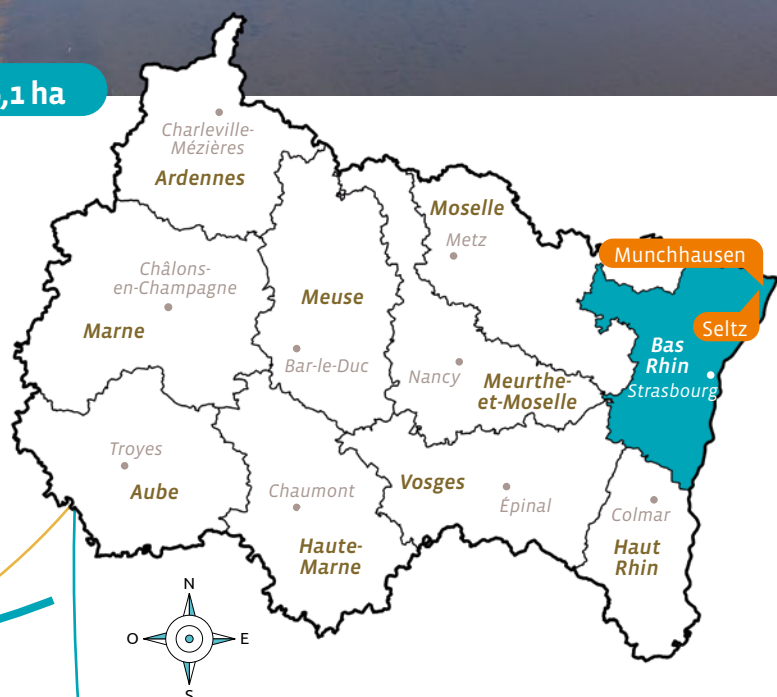 ,1 ha
Charleville-
Mézières
Ardennes
Moselle
Metz
Munchhausen
Châlons-
en-Champagne
Meuse
Marne
Seltz
Bas
Rhin
Bar-le-Duc
Nancy
Meurthe-
et-Moselle
Strasbourg
Troyes
Aube
Chaumont
Vosges
Épinal
Colmar
Haute-
Marne
Haut
Rhin
N
O
E
S